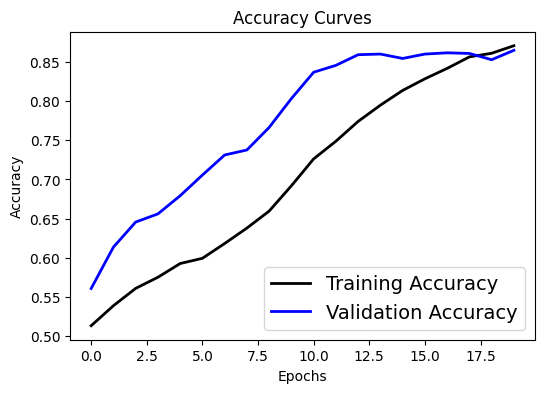 Accuracy Curves
Accuracy
0.85
0.80
0.75
0.70
0.65
0.60
0.55
0.50
Training Accuracy
Validation Accuracy
0.0 2.5 5.0 7.5 10.0 12.5 15.0 17.5
Epochs